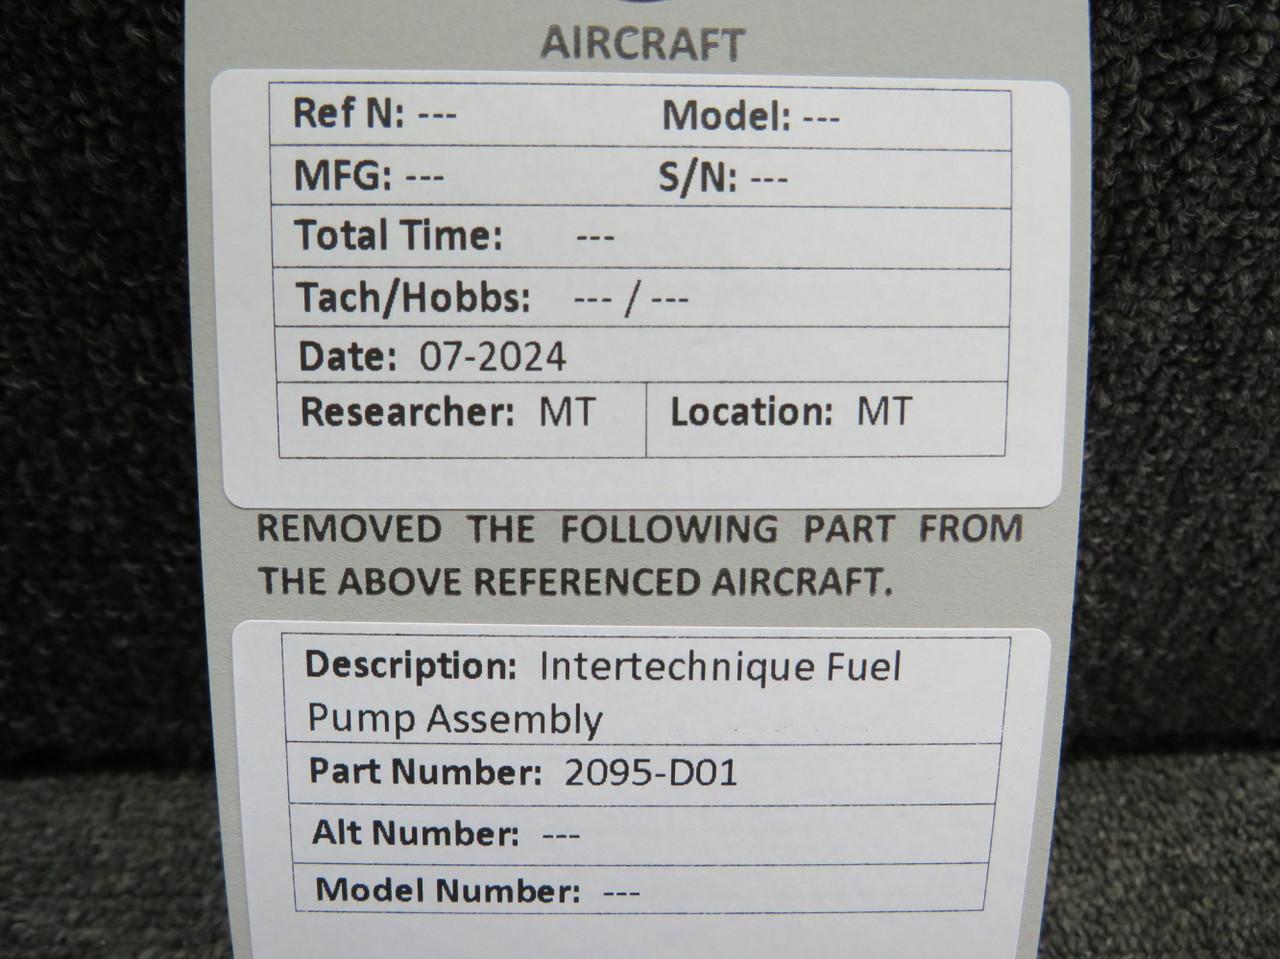 AIRCRAFT
Ref N: --- Model: ---
MFG: --- S/N: ---
Total Time: ---
Tach/Hobbs: --- / ---
Date: 07-2024
Researcher: MT Location: MT
REMOVED THE FOLLOWING PART FROM
THE ABOVE REFERENCED AIRCRAFT.
Description: Intertechnique Fuel
Pump Assembly
Part Number: 2095-D01
Alt Number: ---
Model Number: ---